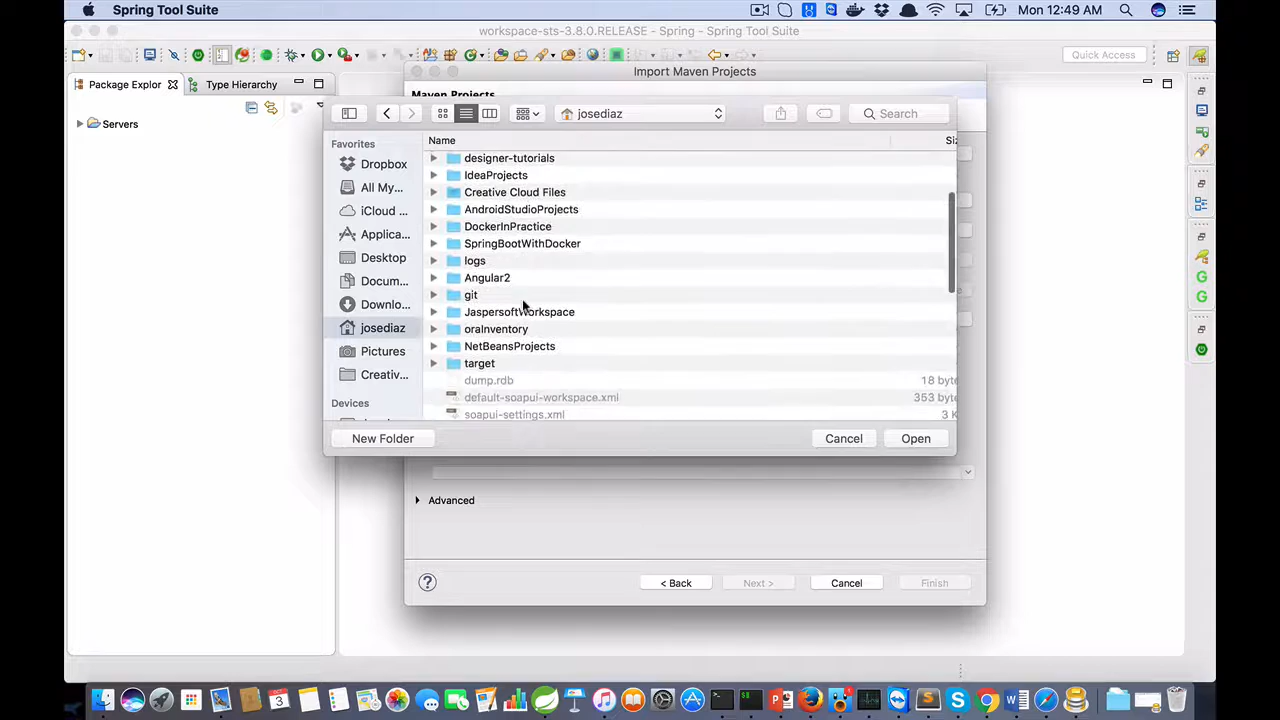 Spring Tool Suite
Mon 12:49 AM
workspace-sts-3.8.0.RELEASE - Spring - Spring Tool Suite
Quick Access
Package Explor
Type Hierarchy
Servers
Import Maven Projects
Maven Projects
josediaz
Search
Favorites
Dropbox
All My...
iCloud ...
Applica...
Desktop
Docum...
Downlo...
josediaz
Pictures
Creativ...
Devices
Name
Siz
designer-tutorials
IdeaProjects
Creative Cloud Files
AndroidStudioProjects
DockerInPractice
SpringBootWithDocker
logs
Angular2
git
JaspersoftWorkspace
oraInventory
NetBeansProjects
target
dump.rdb 18 byte
default-soapui-workspace.xml 353 byte
soapui-settings.xml 3 K
New Folder
Cancel
Open
Advanced
?
< Back
Next >
Cancel
Finish